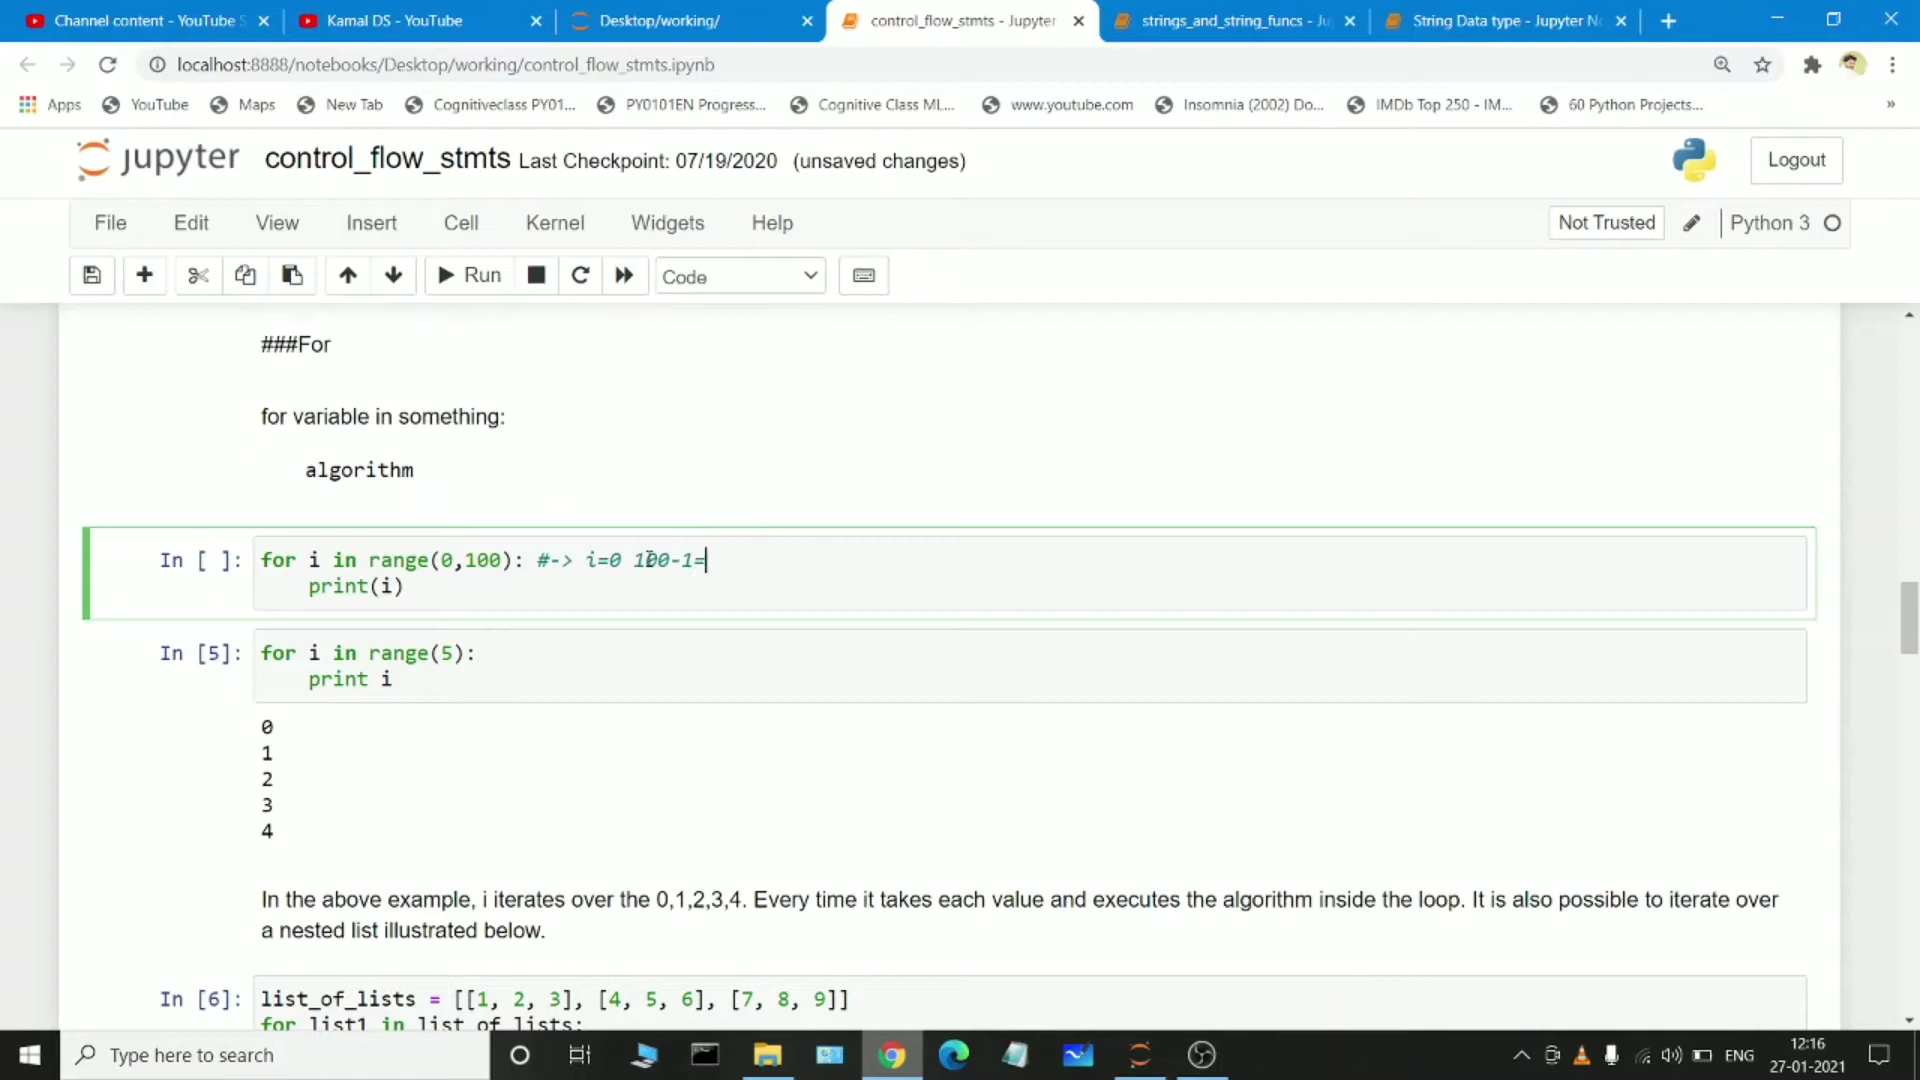 Channel content - YouTube S
Kamal DS - YouTube
Desktop/working/
control_flow_stmts - Jupyter
strings_and_string_funcs - Ju
String Data type - Jupyter No
localhost:8888/notebooks/Desktop/working/control_flow_stmts.ipynb
Apps YouTube Maps New Tab Cognitiveclass PY01... PY0101EN Progress... Cognitive Class ML... www.youtube.com Insomnia (2002) Do... IMDb Top 250 - IM... 60 Python Projects... »
jupyter control_flow_stmts Last Checkpoint: 07/19/2020 (unsaved changes) Logout
File Edit View Insert Cell Kernel Widgets Help Not Trusted Python 3
Run Code
###For
for variable in something:
algorithm
In [ ]: for i in range(0,100): #-> i=0 100-1=
print(i)
In [5]: for i in range(5):
print i
0
1
2
3
4
In the above example, i iterates over the 0,1,2,3,4. Every time it takes each value and executes the algorithm inside the loop. It is also possible to iterate over
a nested list illustrated below.
In [6]: list_of_lists = [[1, 2, 3], [4, 5, 6], [7, 8, 9]]
for list1 in list_of_lists:
Type here to search
ENG
12:16
27-01-2021